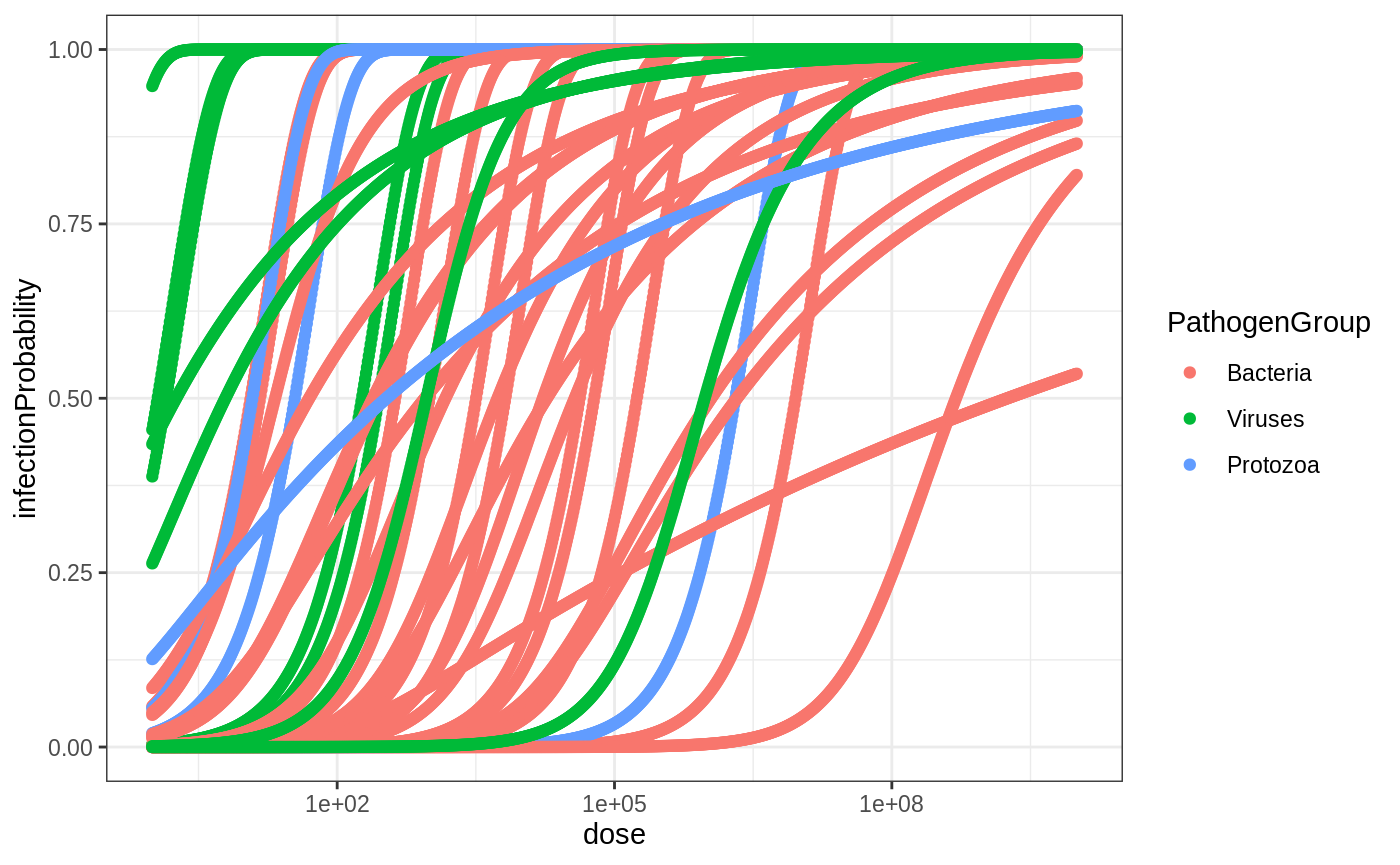 1.00
0.75
0.50
0.25
0.00
infectionProbability
1e+02
1e+05
1e+08
dose
PathogenGroup
Bacteria
Viruses
Protozoa